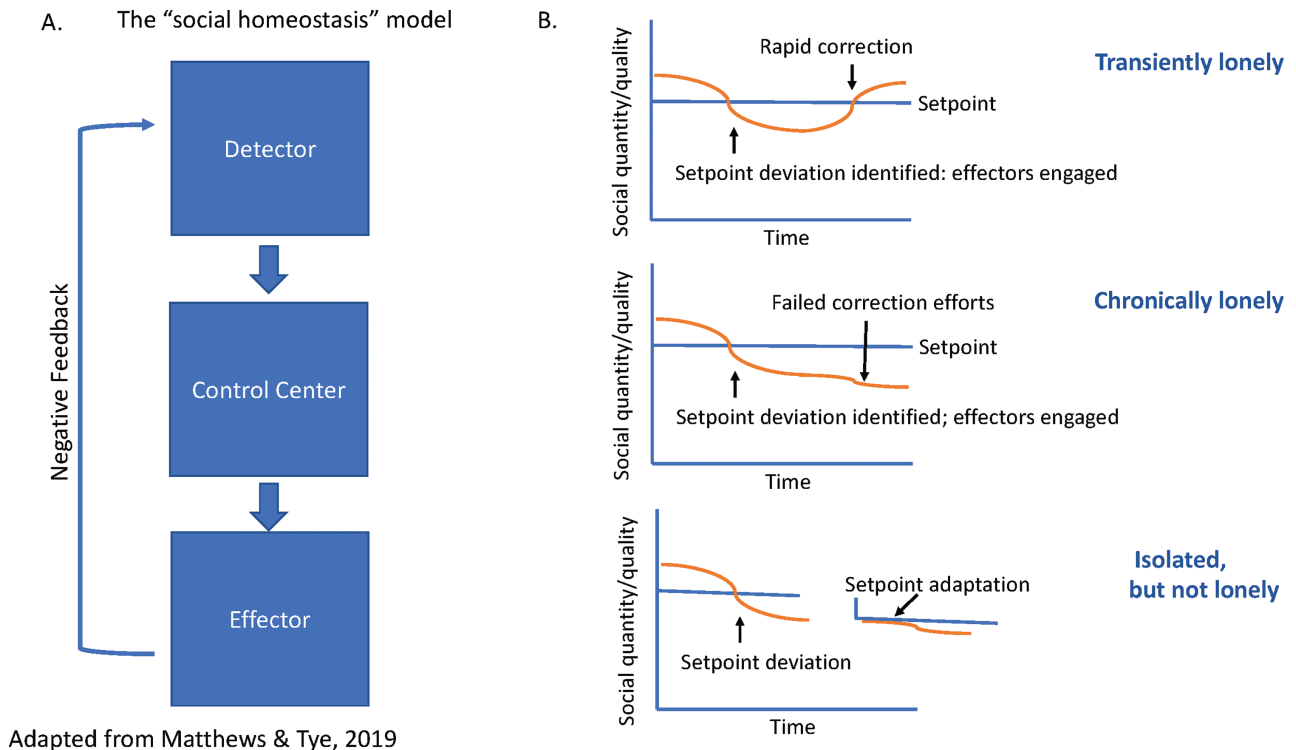 A.
The “social homeostasis” model
Detector
Control Center
Effector
Negative Feedback
Adapted from Matthews & Tye, 2019
B.
Social quantity/quality
Rapid correction
Transiently lonely
Setpoint
Setpoint deviation identified: effectors engaged
Time
Social quantity/quality
Failed correction efforts
Chronically lonely
Setpoint
Setpoint deviation identified; effectors engaged
Time
Social quantity/quality
Setpoint adaptation
Isolated,
but not lonely
Setpoint deviation
Time